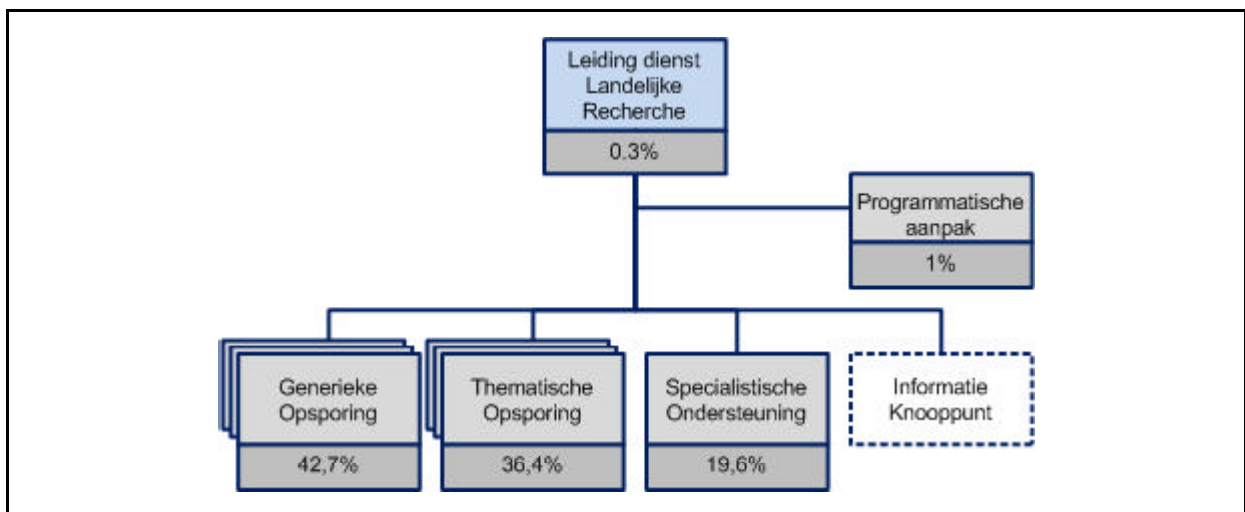 Leiding dienst
Landelijke
Recherche
0.3%
Programmatische
aanpak
1%
Generieke
Opsporing
42,7%
Thematische
Opsporing
36,4%
Specialistische
Ondersteuning
19,6%
Informatie
Knooppunt